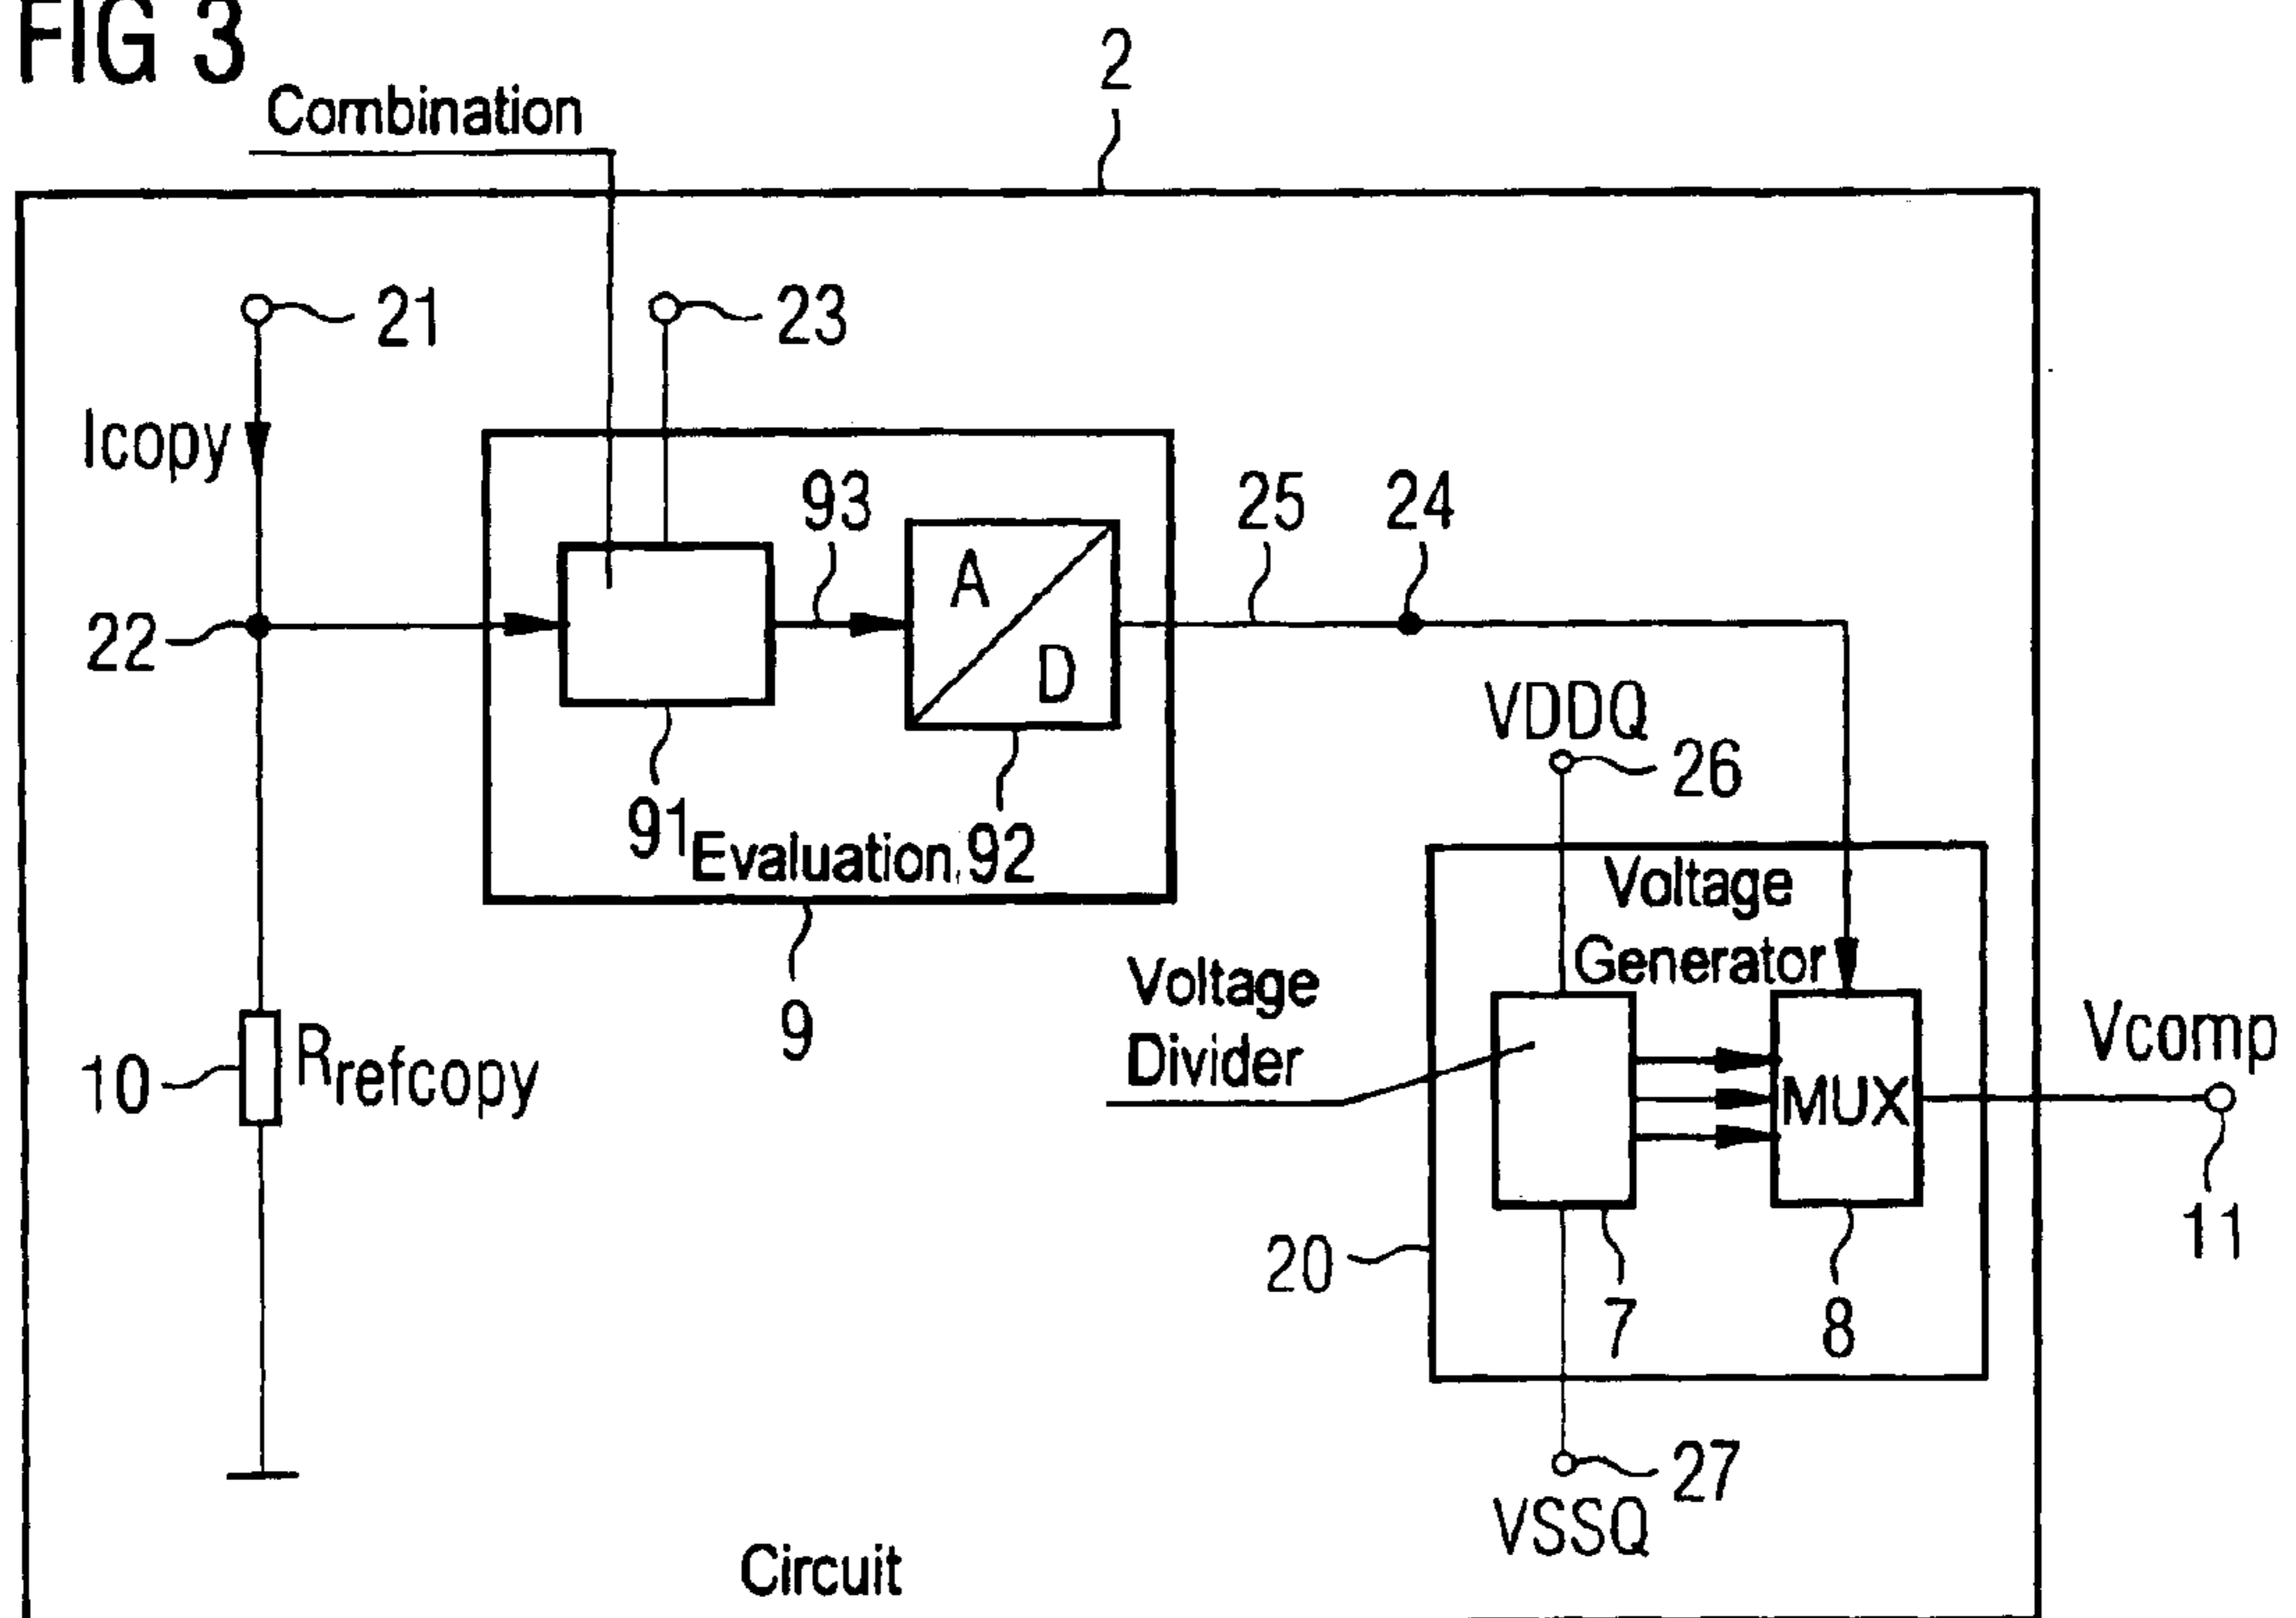 FIG 3
Combination
2
21
23
Icopy
93
25
24
A
D
22
VDDQ
26
91
Evaluation
92
Voltage
Generator
Voltage
Divider
9
Vcomp
10
Rrefcopy
MUX
11
20
7
8
27
VSSQ
Circuit